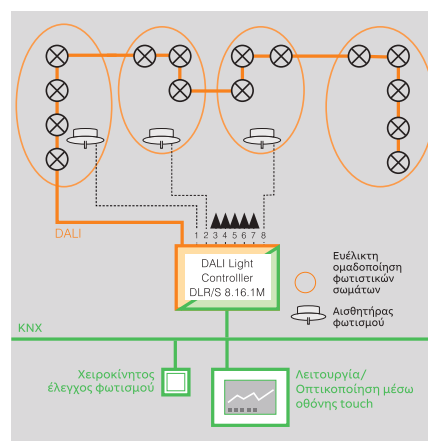 DALI
1 2 3 4 5 6 7 8
DALI Light
Controlller
DLR/S 8.16.1M
Ευέλικτη
ομαδοποίηση
φωτιστικών
σωμάτων
Αισθητήρας
φωτισμού
KNX
Χειροκίνητος
έλεγχος φωτισμού
Λειτουργία/
Οπτικοποίηση μέσω
οθόνης touch